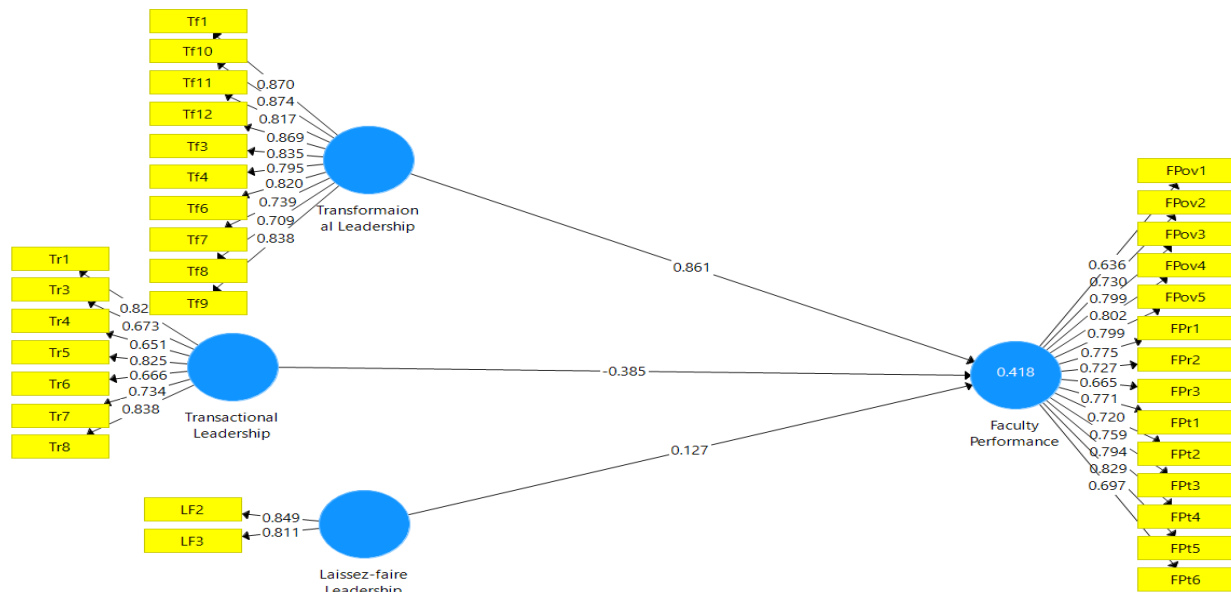 Tf1
Tf10
Tf11
Tf12
Tf3
Tf4
Tf6
Tf7
Tf8
Tf9
0.870
0.874
0.817
0.869
0.835
0.795
0.820
0.739
0.709
0.838
Transformaion
al Leadership
Tr1
Tr3
Tr4
Tr5
Tr6
Tr7
Tr8
0.673
0.651
0.825
0.666
0.734
0.838
Transactional
Leadership
LF2
LF3
0.849
0.811
Laissez-faire
Leadership
0.861
-0.385
0.127
0.418
Faculty
Performance
0.636
0.730
0.799
0.802
0.799
0.775
0.727
0.665
0.771
0.720
0.759
0.794
0.829
0.697
FPov1
FPov2
FPov3
FPov4
FPov5
FPr1
FPr2
FPr3
FPt1
FPt2
FPt3
FPt4
FPt5
FPt6